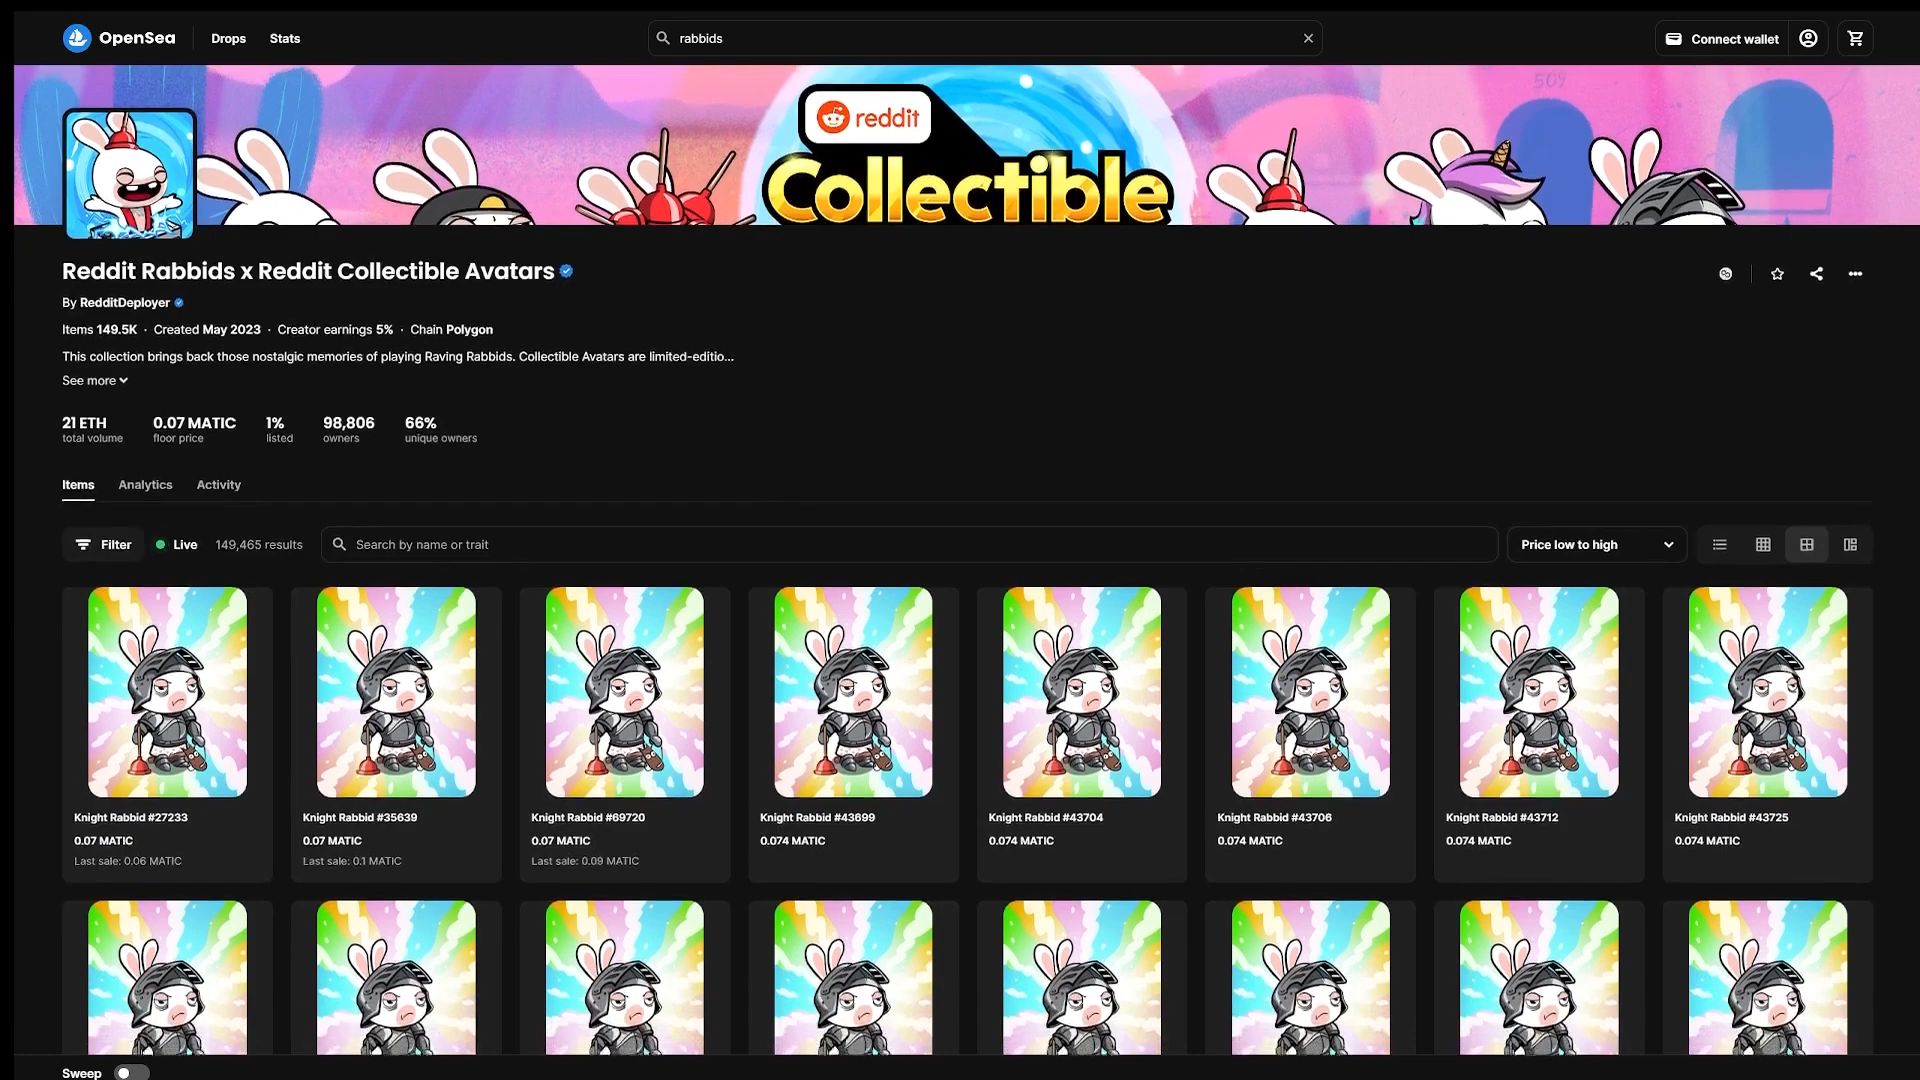 OpenSea
Drops
Stats
rabbids
Connect wallet
509
reddit
Collectible
Reddit Rabbids x Reddit Collectible Avatars
By RedditDeployer
Items 149.5K · Created May 2023 · Creator earnings 5% · Chain Polygon
This collection brings back those nostalgic memories of playing Raving Rabbids. Collectible Avatars are limited-editio...
See more
21 ETH 0.07 MATIC 1% 98,806 66%
total volume floor price listed owners unique owners
Items Analytics Activity
Filter Live 149,465 results Search by name or trait Price low to high
Knight Rabbid #27233
0.07 MATIC
Last sale: 0.06 MATIC
Knight Rabbid #35639
0.07 MATIC
Last sale: 0.1 MATIC
Knight Rabbid #69720
0.07 MATIC
Last sale: 0.09 MATIC
Knight Rabbid #43699
0.074 MATIC
Knight Rabbid #43704
0.074 MATIC
Knight Rabbid #43706
0.074 MATIC
Knight Rabbid #43712
0.074 MATIC
Knight Rabbid #43725
0.074 MATIC
Sweep